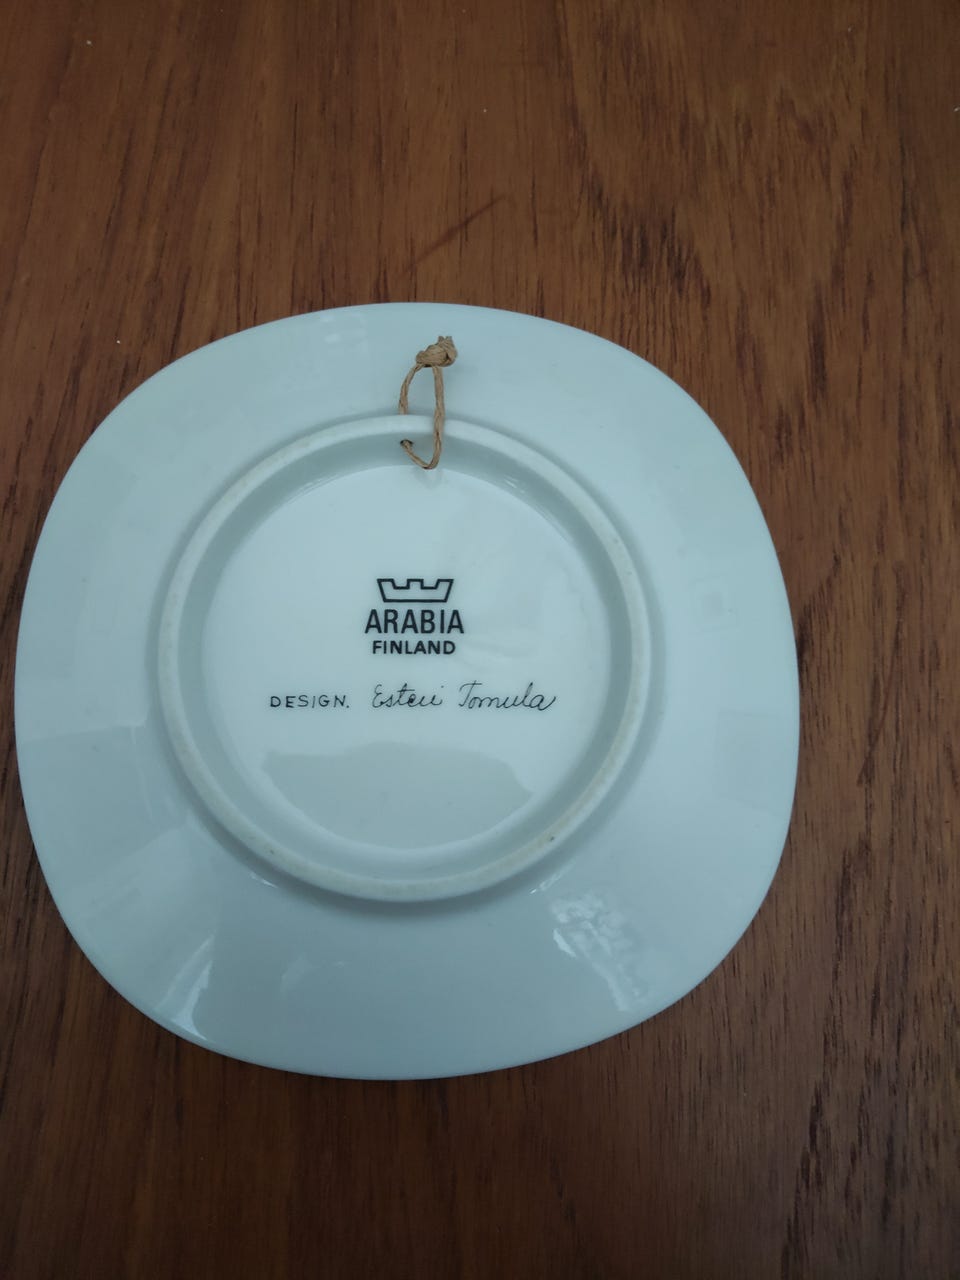 ARABIA
FINLAND
DESIGN. Esteri Tomula